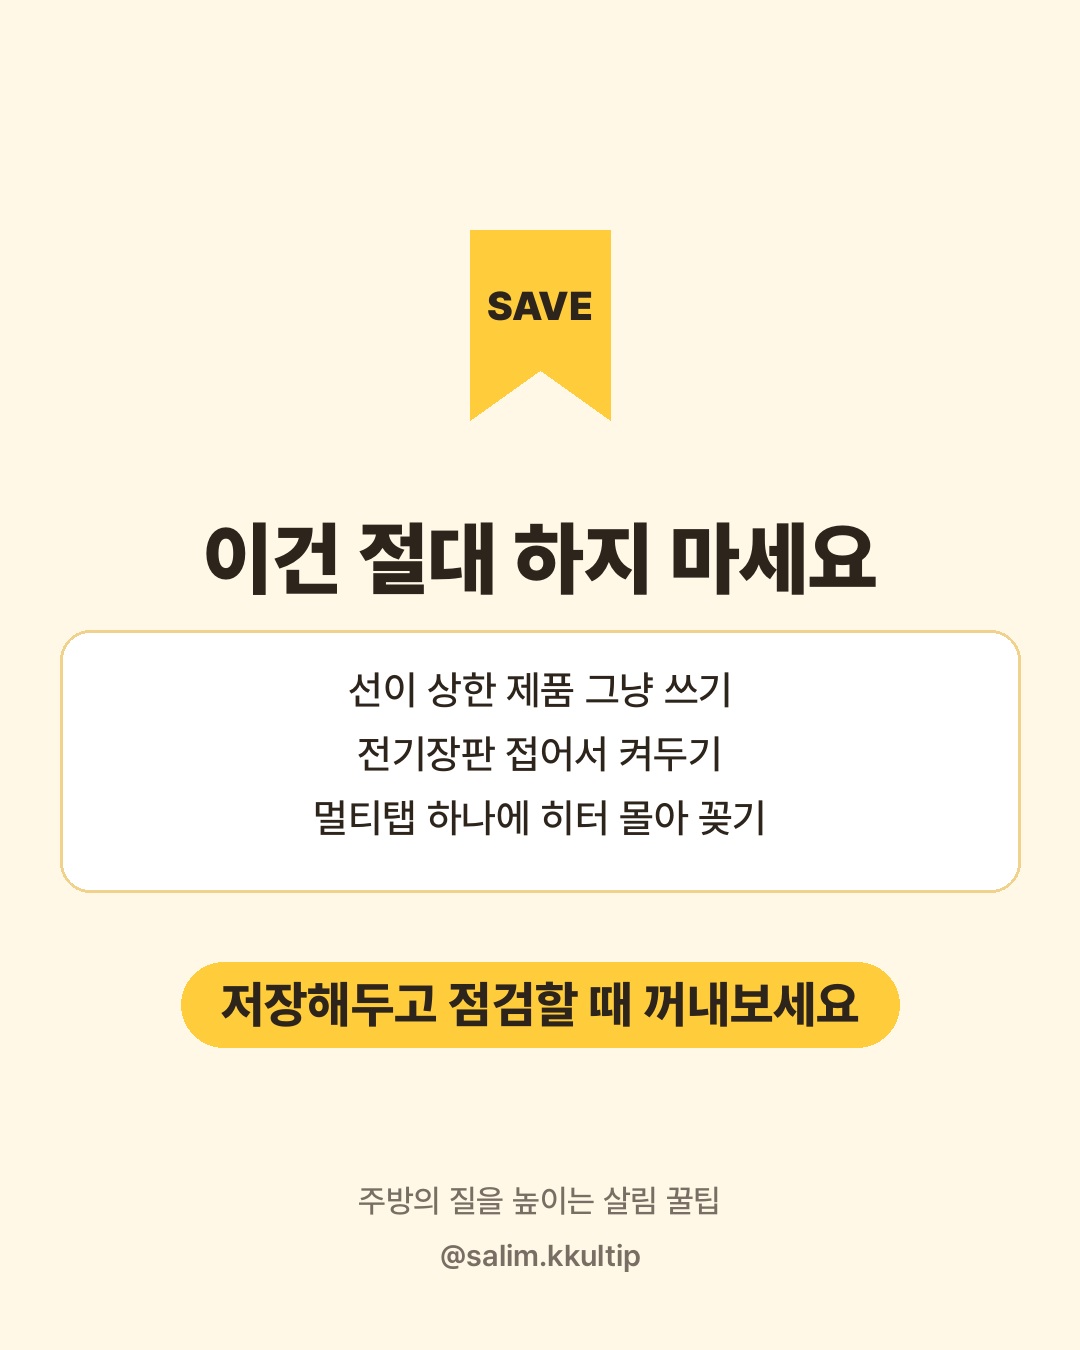 SAVE
이건 절대 하지 마세요
선이 상한 제품 그냥 쓰기
전기장판 접어서 켜두기
멀티탭 하나에 히터 몰아 꽂기
저장해두고 점검할 때 꺼내보세요
주방의 질을 높이는 살림 꿀팁
@salim.kkultip